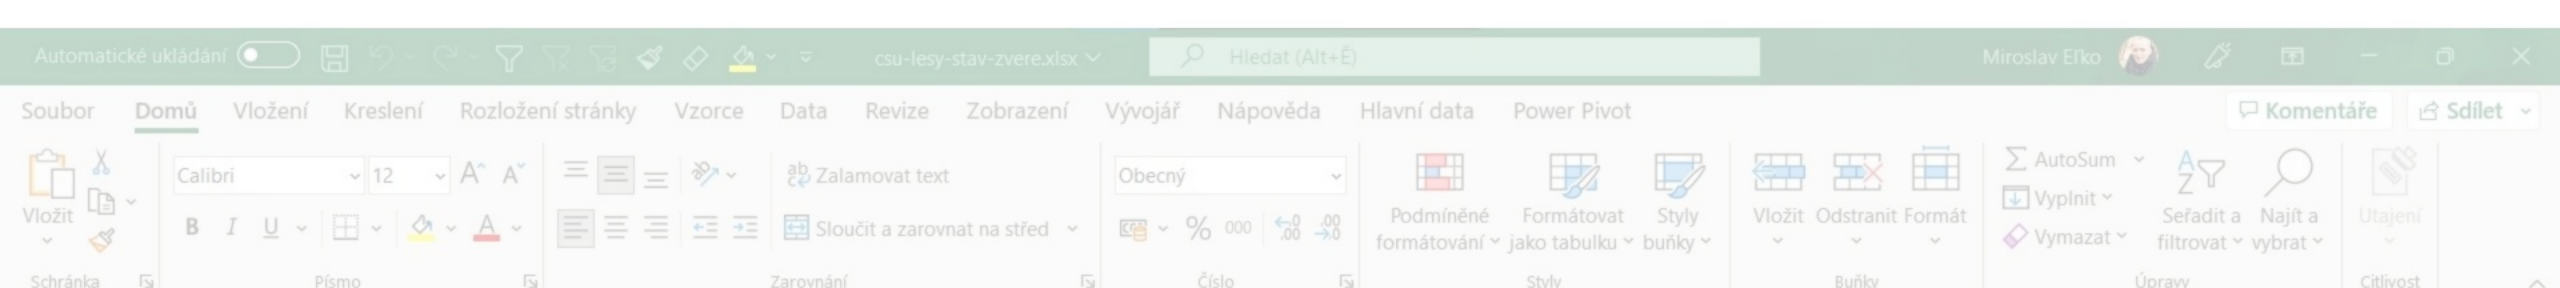 Automatické ukládání csu-lesy-stav-zvere.xlsx Hledat (Alt+Ě) Miroslav Eľko
Soubor Domů Vložení Kreslení Rozložení stránky Vzorce Data Revize Zobrazení Vývojář Nápověda Hlavní data Power Pivot Komentáře Sdílet
Vložit
Schránka
Calibri 12
B I U A
Písmo
Zalamovat text
Sloučit a zarovnat na střed
Zarovnání
Obecný
% 000 ,00
Číslo
Podmíněné formátování
Formátovat jako tabulku
Styly buňky
Styly
Vložit Odstranit Formát
Buňky
AutoSum
Vyplnit
Vymazat
Seřadit a filtrovat
Najít a vybrat
Úpravy
Utajení
Citlivost